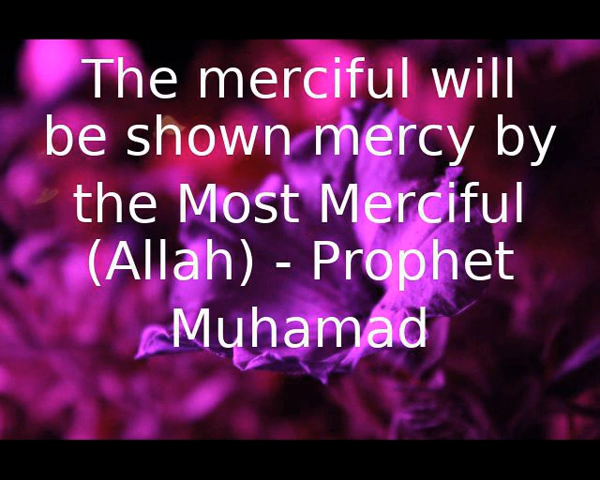 The merciful will
be shown mercy by
the Most Merciful
(Allah) - Prophet
Muhamad